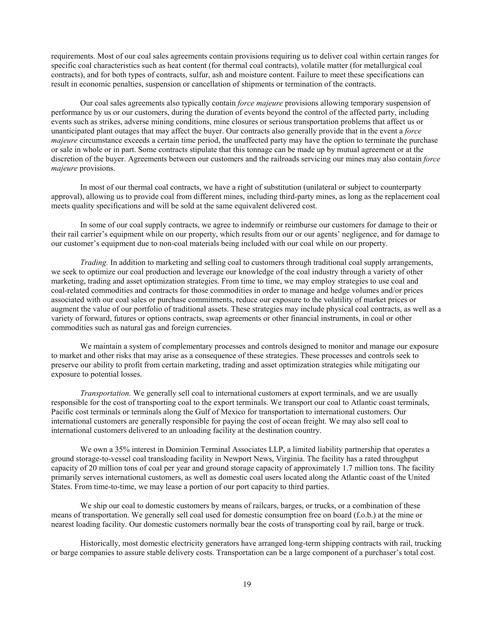 requirements. Most of our coal sales agreements contain provisions requiring us to deliver coal within certain ranges for
specific coal characteristics such as heat content (for thermal coal contracts), volatile matter (for metallurgical coal
contracts), and for both types of contracts, sulfur, ash and moisture content. Failure to meet these specifications can
result in economic penalties, suspension or cancellation of shipments or termination of the contracts.
Our coal sales agreements also typically contain force majeure provisions allowing temporary suspension of
performance by us or our customers, during the duration of events beyond the control of the affected party, including
events such as strikes, adverse mining conditions, mine closures or serious transportation problems that affect us or
unanticipated plant outages that may affect the buyer. Our contracts also generally provide that in the event a force
majeure circumstance exceeds a certain time period, the unaffected party may have the option to terminate the purchase
or sale in whole or in part. Some contracts stipulate that this tonnage can be made up by mutual agreement or at the
discretion of the buyer. Agreements between our customers and the railroads servicing our mines may also contain force
majeure provisions.
In most of our thermal coal contracts, we have a right of substitution (unilateral or subject to counterparty
approval), allowing us to provide coal from different mines, including third-party mines, as long as the replacement coal
meets quality specifications and will be sold at the same equivalent delivered cost.
In some of our coal supply contracts, we agree to indemnify or reimburse our customers for damage to their or
their rail carrier's equipment while on our property, which results from our or our agents' negligence, and for damage to
our customer's equipment due to non-coal materials being included with our coal while on our property.
Trading. In addition to marketing and selling coal to customers through traditional coal supply arrangements,
we seek to optimize our coal production and leverage our knowledge of the coal industry through a variety of other
marketing, trading and asset optimization strategies. From time to time, we may employ strategies to use coal and
coal-related commodities and contracts for those commodities in order to manage and hedge volumes and/or prices
associated with our coal sales or purchase commitments, reduce our exposure to the volatility of market prices or
augment the value of our portfolio of traditional assets. These strategies may include physical coal contracts, as well as a
variety of forward, futures or options contracts, swap agreements or other financial instruments, in coal or other
commodities such as natural gas and foreign currencies.
We maintain a system of complementary processes and controls designed to monitor and manage our exposure
to market and other risks that may arise as a consequence of these strategies. These processes and controls seek to
preserve our ability to profit from certain marketing, trading and asset optimization strategies while mitigating our
exposure to potential losses.
Transportation. We generally sell coal to international customers at export terminals, and we are usually
responsible for the cost of transporting coal to the export terminals. We transport our coal to Atlantic coast terminals,
Pacific cost terminals or terminals along the Gulf of Mexico for transportation to international customers. Our
international customers are generally responsible for paying the cost of ocean freight. We may also sell coal to
international customers delivered to an unloading facility at the destination country.
We own a 35% interest in Dominion Terminal Associates LLP, a limited liability partnership that operates a
ground storage-to-vessel coal transloading facility in Newport News, Virginia. The facility has a rated throughput
capacity of 20 million tons of coal per year and ground storage capacity of approximately 1.7 million tons. The facility
primarily serves international customers, as well as domestic coal users located along the Atlantic coast of the United
States. From time-to-time, we may lease a portion of our port capacity to third parties.
We ship our coal to domestic customers by means of railcars, barges, or trucks, or a combination of these
means of transportation. We generally sell coal used for domestic consumption free on board (f.o.b.) at the mine or
nearest loading facility. Our domestic customers normally bear the costs of transporting coal by rail, barge or truck.
Historically, most domestic electricity generators have arranged long-term shipping contracts with rail, trucking
or barge companies to assure stable delivery costs. Transportation can be a large component of a purchaser's total cost.
19